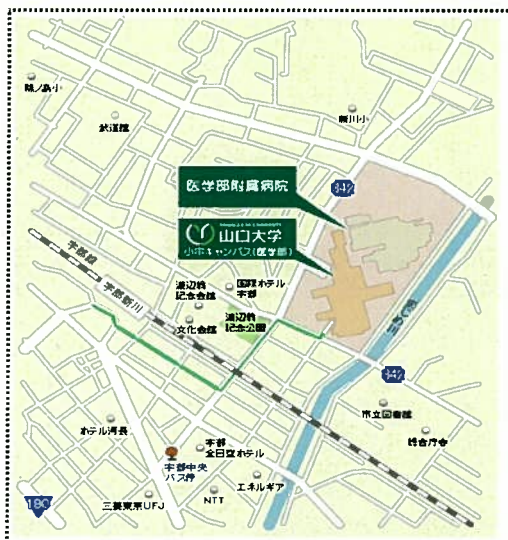 武道館
新川小
342
医学部附属病院
山口大学
小串キャンパス(医学部)
宇部線
宇部新川
国際ホテル
宇部
渡辺翁
記念会館
文化会館
渡辺翁
記念公園
342
市立図書館
総合庁舎
ホテル河長
宇部
全日空ホテル
宇部中央
バス停
エネルギア
NTT
三菱東京UFJ
190